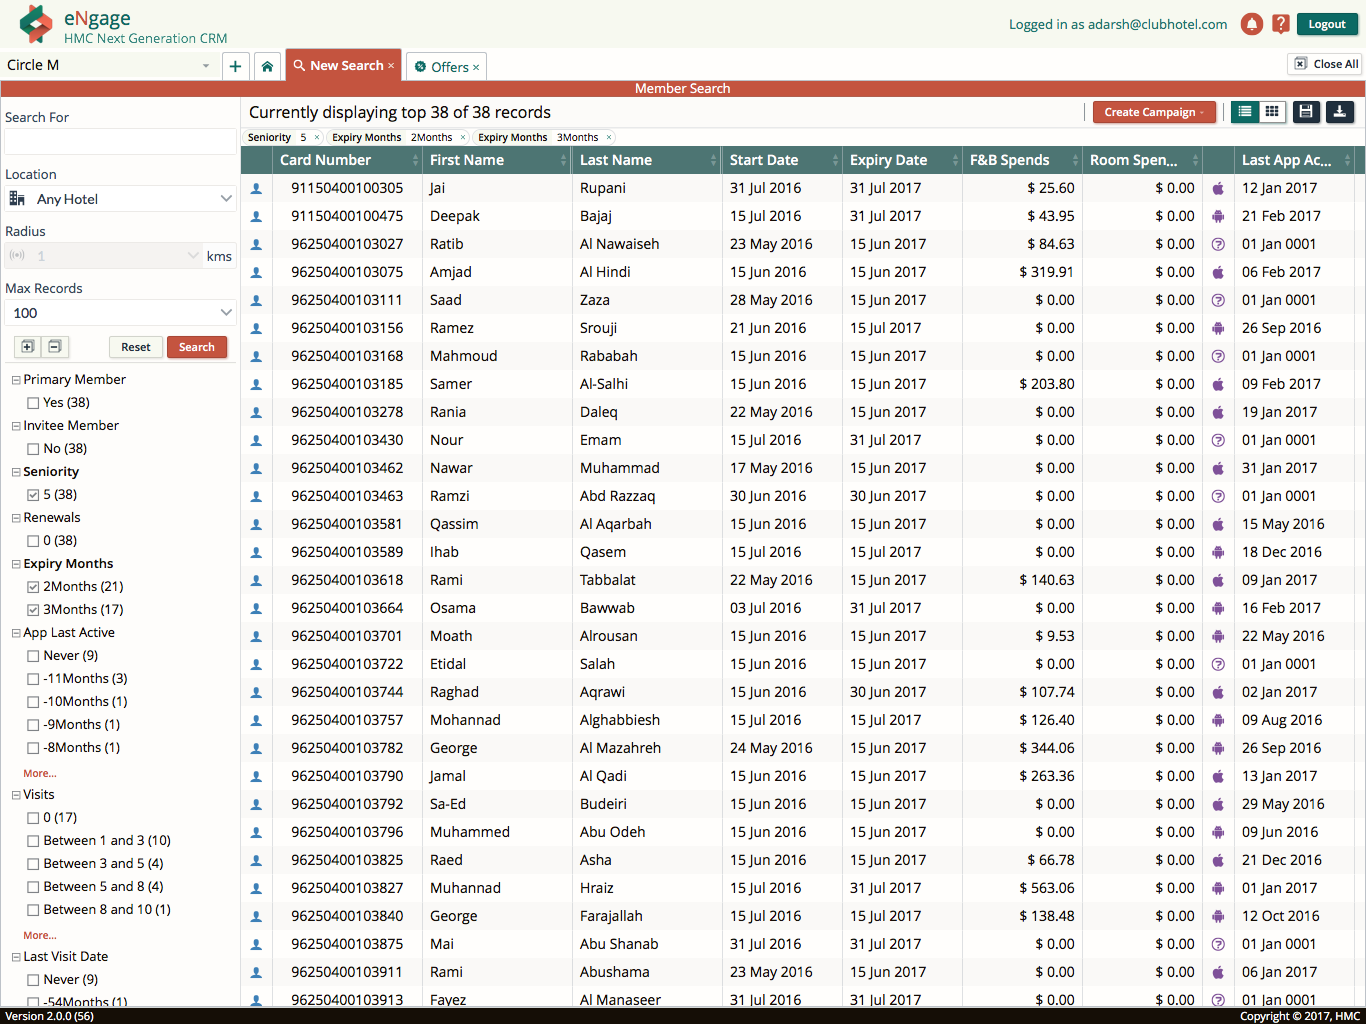 eNgage
HMC Next Generation CRM
Logged in as adarsh@clubhotel.com
?
Logout
Circle M
+
New Search ×
Offers ×
Close All
Member Search
Search For
Location
Any Hotel
Radius
1
kms
Max Records
100
Reset
Search
Primary Member
Yes (38)
Invitee Member
No (38)
Seniority
5 (38)
Renewals
0 (38)
Expiry Months
2Months (21)
3Months (17)
App Last Active
Never (9)
-11Months (3)
-10Months (1)
-9Months (1)
-8Months (1)
More...
Visits
0 (17)
Between 1 and 3 (10)
Between 3 and 5 (4)
Between 5 and 8 (4)
Between 8 and 10 (1)
More...
Last Visit Date
Never (9)
-54Months (1)
Currently displaying top 38 of 38 records
Create Campaign
Seniority 5 × Expiry Months 2Months × Expiry Months 3Months ×
Card Number First Name Last Name Start Date Expiry Date F&B Spends Room Spen... Last App Ac...
91150400100305 Jai Rupani 31 Jul 2016 31 Jul 2017 $ 25.60 $ 0.00 12 Jan 2017
91150400100475 Deepak Bajaj 15 Jul 2016 31 Jul 2017 $ 43.95 $ 0.00 21 Feb 2017
96250400103027 Ratib Al Nawaiseh 23 May 2016 15 Jun 2017 $ 84.63 $ 0.00 ? 01 Jan 0001
96250400103075 Amjad Al Hindi 15 Jun 2016 15 Jun 2017 $ 319.91 $ 0.00 06 Feb 2017
96250400103111 Saad Zaza 28 May 2016 15 Jun 2017 $ 0.00 $ 0.00 ? 01 Jan 0001
96250400103156 Ramez Srouji 21 Jun 2016 15 Jul 2017 $ 0.00 $ 0.00 26 Sep 2016
96250400103168 Mahmoud Rababah 15 Jun 2016 15 Jun 2017 $ 0.00 $ 0.00 ? 01 Jan 0001
96250400103185 Samer Al-Salhi 15 Jun 2016 15 Jun 2017 $ 203.80 $ 0.00 09 Feb 2017
96250400103278 Rania Daleq 22 May 2016 15 Jun 2017 $ 0.00 $ 0.00 19 Jan 2017
96250400103430 Nour Emam 15 Jul 2016 31 Jul 2017 $ 0.00 $ 0.00 ? 01 Jan 0001
96250400103462 Nawar Muhammad 17 May 2016 15 Jun 2017 $ 0.00 $ 0.00 31 Jan 2017
96250400103463 Ramzi Abd Razzaq 30 Jun 2016 30 Jun 2017 $ 0.00 $ 0.00 ? 01 Jan 0001
96250400103581 Qassim Al Aqarbah 15 Jun 2016 15 Jun 2017 $ 0.00 $ 0.00 15 May 2016
96250400103589 Ihab Qasem 15 Jul 2016 15 Jul 2017 $ 0.00 $ 0.00 18 Dec 2016
96250400103618 Rami Tabbalat 22 May 2016 15 Jun 2017 $ 140.63 $ 0.00 09 Jan 2017
96250400103664 Osama Bawwab 03 Jul 2016 31 Jul 2017 $ 0.00 $ 0.00 16 Feb 2017
96250400103701 Moath Alrousan 15 Jun 2016 15 Jun 2017 $ 9.53 $ 0.00 22 May 2016
96250400103722 Etidal Salah 15 Jun 2016 15 Jun 2017 $ 0.00 $ 0.00 ? 01 Jan 0001
96250400103744 Raghad Aqrawi 15 Jun 2016 30 Jun 2017 $ 107.74 $ 0.00 02 Jan 2017
96250400103757 Mohannad Alghabbiesh 15 Jul 2016 15 Jul 2017 $ 126.40 $ 0.00 09 Aug 2016
96250400103782 George Al Mazahreh 24 May 2016 15 Jun 2017 $ 344.06 $ 0.00 26 Sep 2016
96250400103790 Jamal Al Qadi 15 Jun 2016 15 Jun 2017 $ 263.36 $ 0.00 13 Jan 2017
96250400103792 Sa-Ed Budeiri 15 Jun 2016 15 Jun 2017 $ 0.00 $ 0.00 29 May 2016
96250400103796 Muhammed Abu Odeh 15 Jun 2016 15 Jun 2017 $ 0.00 $ 0.00 09 Jun 2016
96250400103825 Raed Asha 15 Jun 2016 15 Jun 2017 $ 66.78 $ 0.00 21 Dec 2016
96250400103827 Muhannad Hraiz 15 Jul 2016 31 Jul 2017 $ 563.06 $ 0.00 01 Jan 2017
96250400103840 George Farajallah 15 Jul 2016 15 Jul 2017 $ 138.48 $ 0.00 12 Oct 2016
96250400103875 Mai Abu Shanab 31 Jul 2016 31 Jul 2017 $ 0.00 $ 0.00 ? 01 Jan 0001
96250400103911 Rami Abushama 23 May 2016 15 Jun 2017 $ 0.00 $ 0.00 06 Jan 2017
96250400103913 Fayez Al Manaseer 31 Jul 2016 31 Jul 2017 $ 0.00 $ 0.00 ? 01 Jan 0001
Version 2.0.0 (56)
Copyright © 2017, HMC